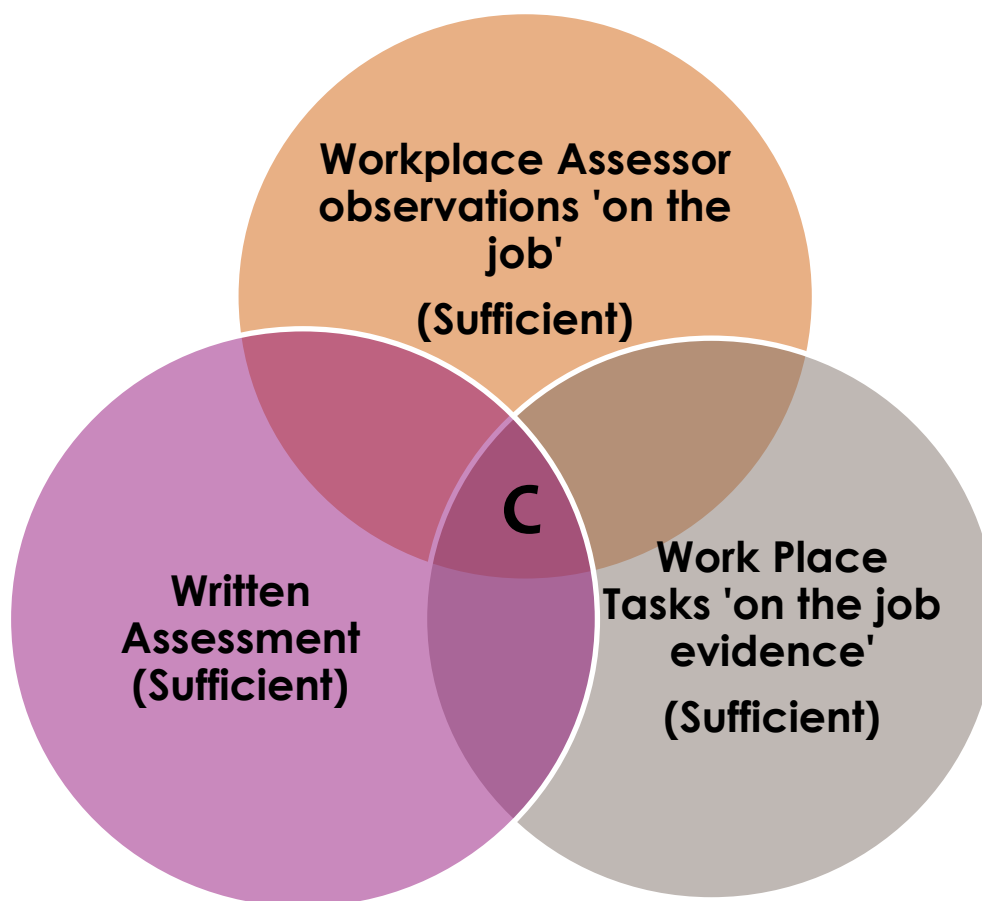 Workplace Assessor
observations 'on the
job'
(Sufficient)
C
Written
Assessment
(Sufficient)
Work Place
Tasks 'on the job
evidence'
(Sufficient)